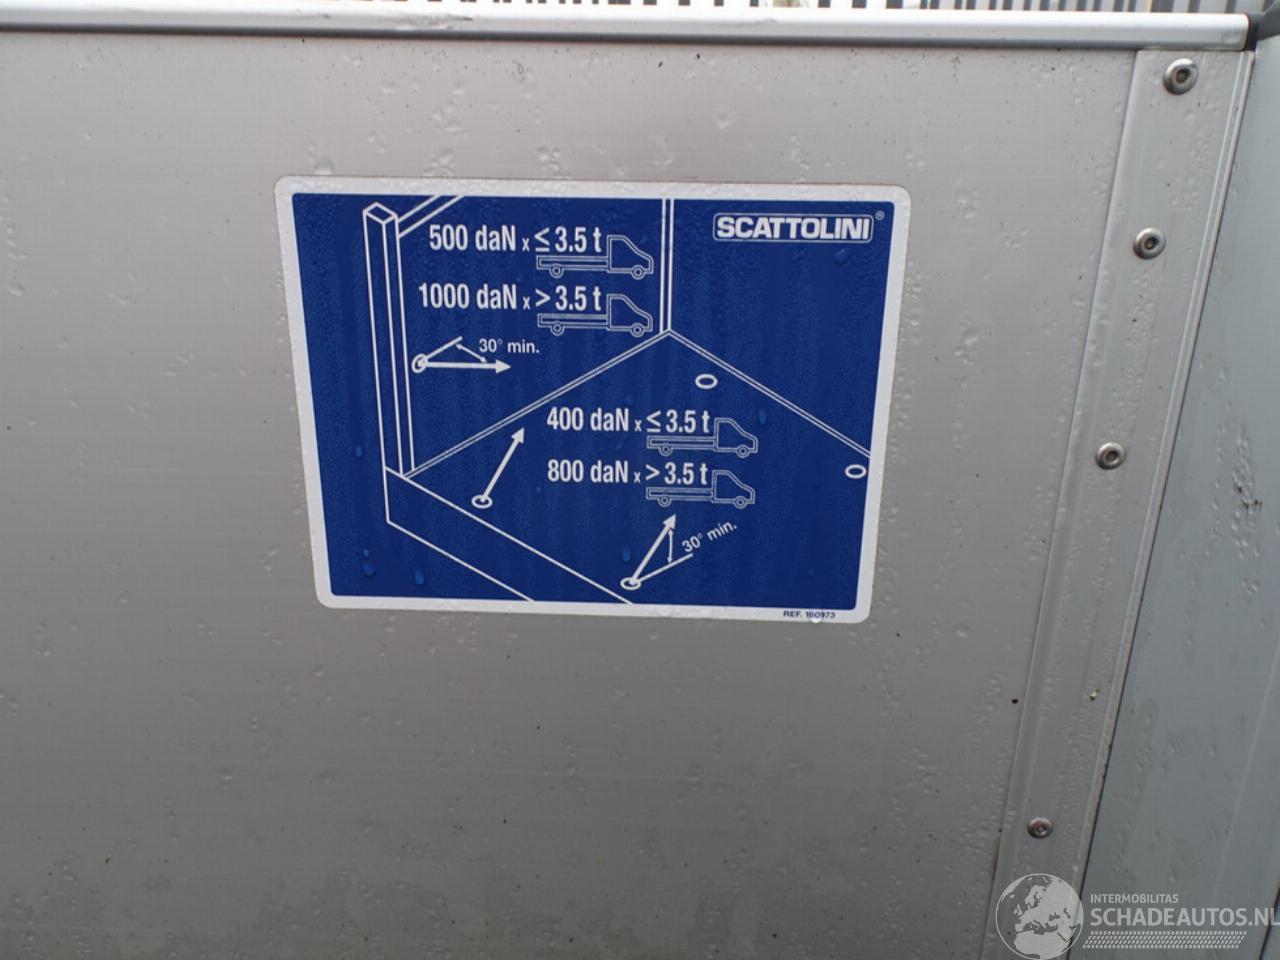 SCATTOLINI®
500 daN x ≤ 3.5 t
1000 daN x > 3.5 t
30° min.
400 daN x ≤ 3.5 t
800 daN x > 3.5 t
30° min.
REF. 160973
INTERMOBILITAS
SCHADEAUTOS.NL